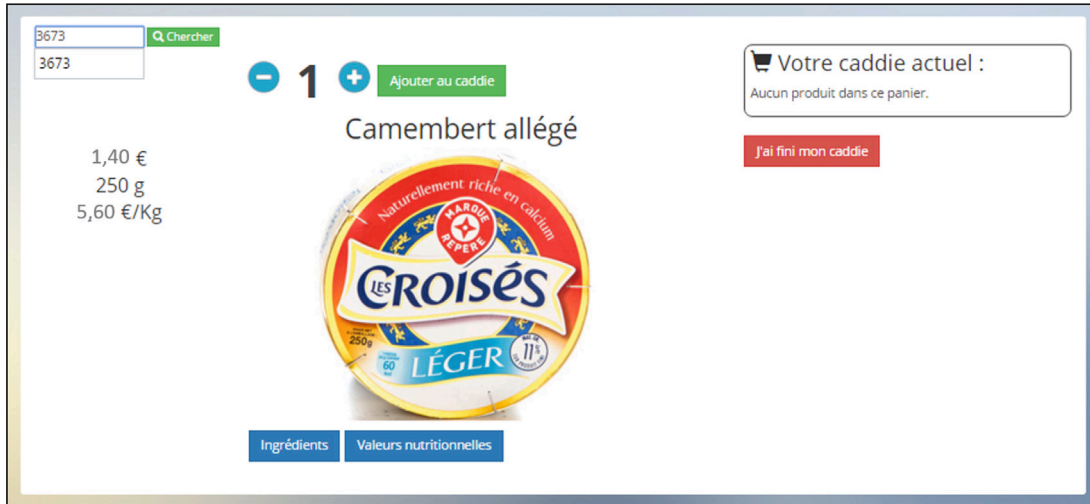 3673
Chercher
3673
1
Ajouter au caddie
Camembert allégé
1,40 €
250 g
5,60 €/Kg
Naturellement riche en calcium
MARQUE
REPÈRE
LES CROISÉS
250g
60
LÉGER
11%
Ingrédients
Valeurs nutritionnelles
Votre caddie actuel :
Aucun produit dans ce panier.
J'ai fini mon caddie